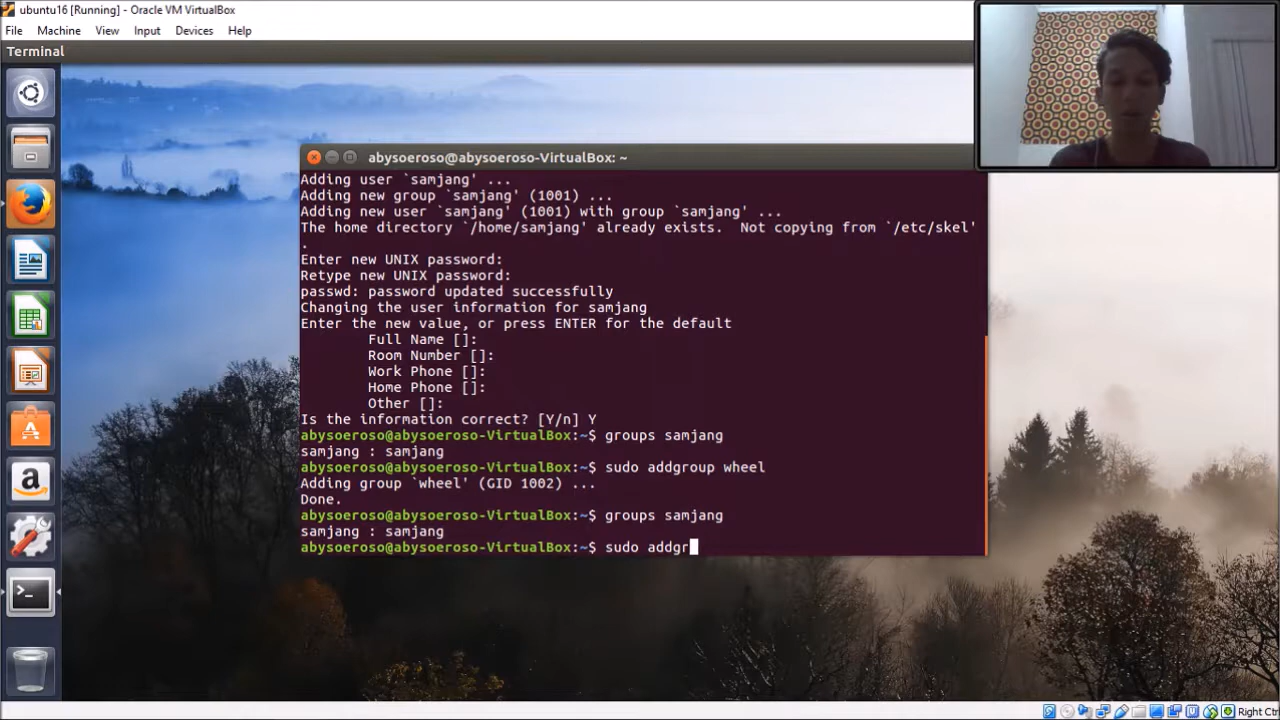 ubuntu16 [Running] - Oracle VM VirtualBox
File Machine View Input Devices Help
Terminal
abysoeroso@abysoeroso-VirtualBox: ~
Adding user `samjang' ...
Adding new group `samjang' (1001) ...
Adding new user `samjang' (1001) with group `samjang' ...
The home directory `/home/samjang' already exists.  Not copying from `/etc/skel'
.
Enter new UNIX password:
Retype new UNIX password:
passwd: password updated successfully
Changing the user information for samjang
Enter the new value, or press ENTER for the default
Full Name []:
Room Number []:
Work Phone []:
Home Phone []:
Other []:
Is the information correct? [Y/n] Y
abysoeroso@abysoeroso-VirtualBox:~$ groups samjang
samjang : samjang
abysoeroso@abysoeroso-VirtualBox:~$ sudo addgroup wheel
Adding group `wheel' (GID 1002) ...
Done.
abysoeroso@abysoeroso-VirtualBox:~$ groups samjang
samjang : samjang
abysoeroso@abysoeroso-VirtualBox:~$ sudo addgr
Right Ctr